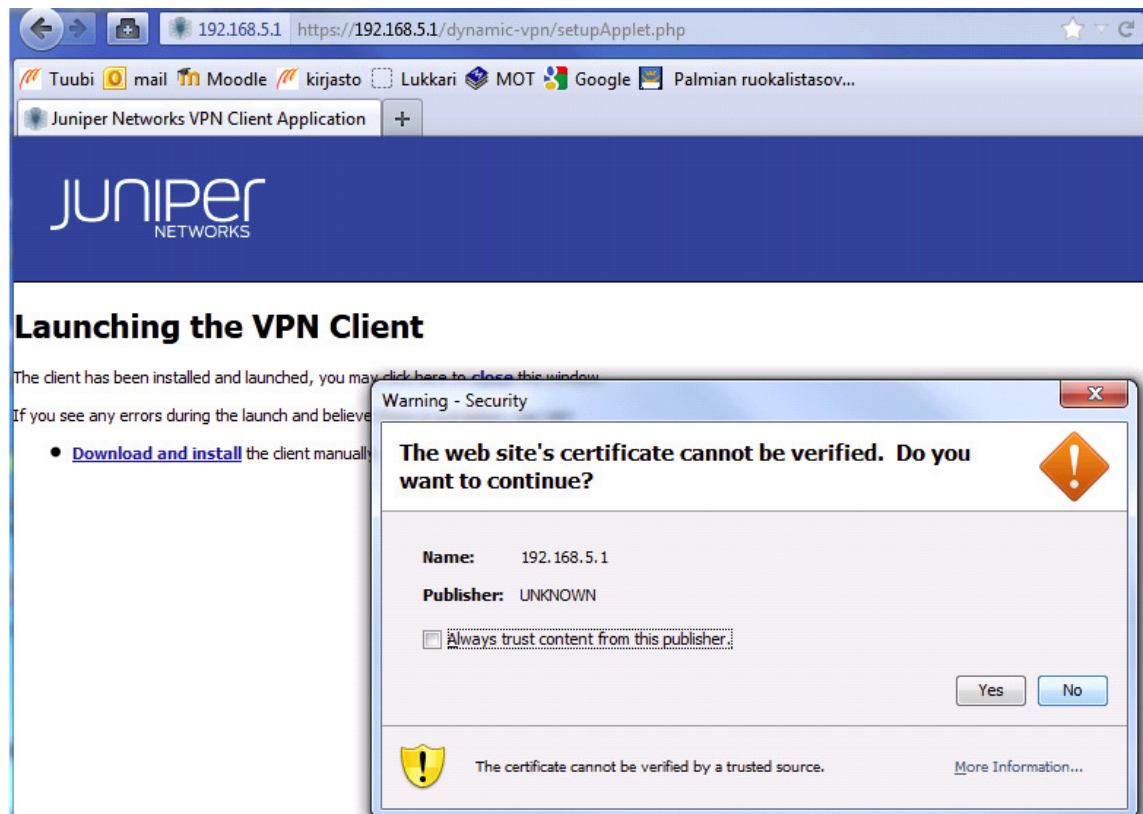 192.168.5.1 https://192.168.5.1/dynamic-vpn/setupApplet.php
Tuubi mail Moodle kirjasto Lukkari MOT Google Palmian ruokalistasov...
Juniper Networks VPN Client Application
JUNIPER
NETWORKS
Launching the VPN Client
The client has been installed and launched, you may click here to close this window
If you see any errors during the launch and believe
Download and install the client manually
Warning - Security
The web site's certificate cannot be verified. Do you
want to continue?
Name: 192.168.5.1
Publisher: UNKNOWN
Always trust content from this publisher.
Yes No
The certificate cannot be verified by a trusted source. More Information...